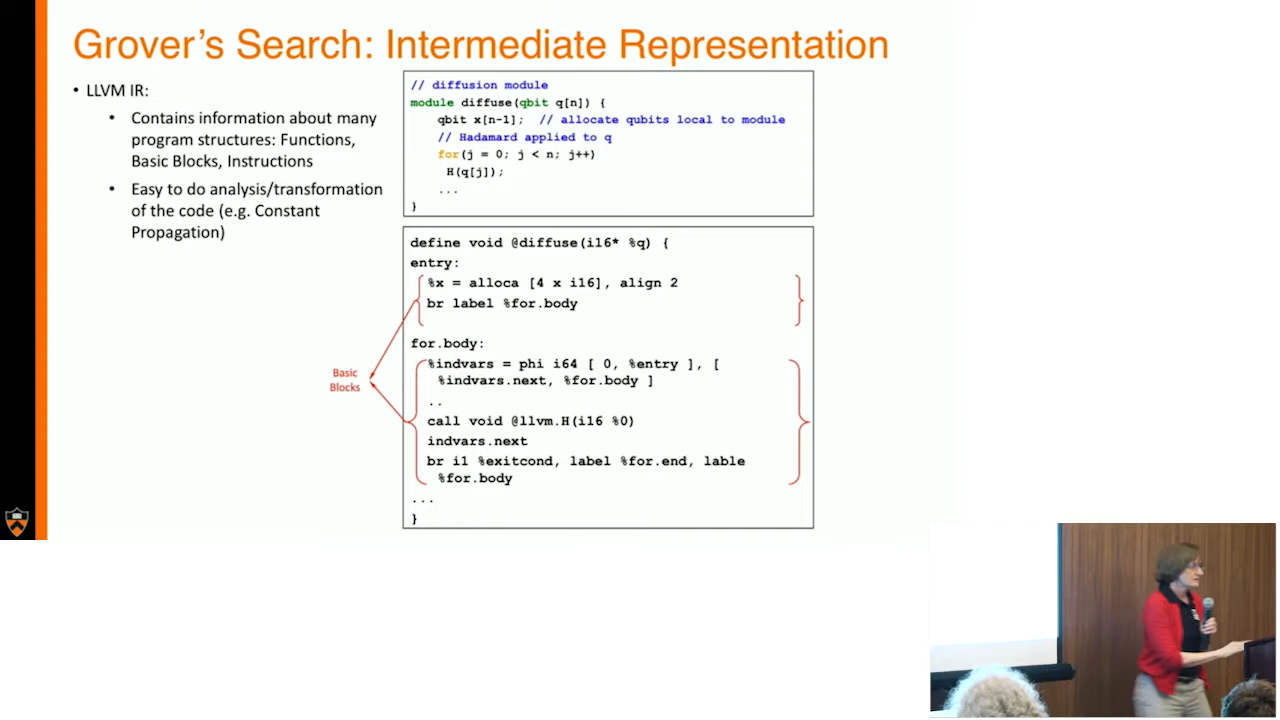 Grover's Search: Intermediate Representation
• LLVM IR:
• Contains information about many
program structures: Functions,
Basic Blocks, Instructions
• Easy to do analysis/transformation
of the code (e.g. Constant
Propagation)
// diffusion module
module diffuse(qbit q[n]) {
qbit x[n-1];  // allocate qubits local to module
// Hadamard applied to q
for(j = 0; j < n; j++)
H(q[j]);
...
}
define void @diffuse(i16* %q) {
entry:
%x = alloca [4 x i16], align 2
br label %for.body
for.body:
%indvars = phi i64 [ 0, %entry ], [
%indvars.next, %for.body ]
..
call void @llvm.H(i16 %0)
indvars.next
br i1 %exitcond, label %for.end, lable
%for.body
...
}
Basic
Blocks